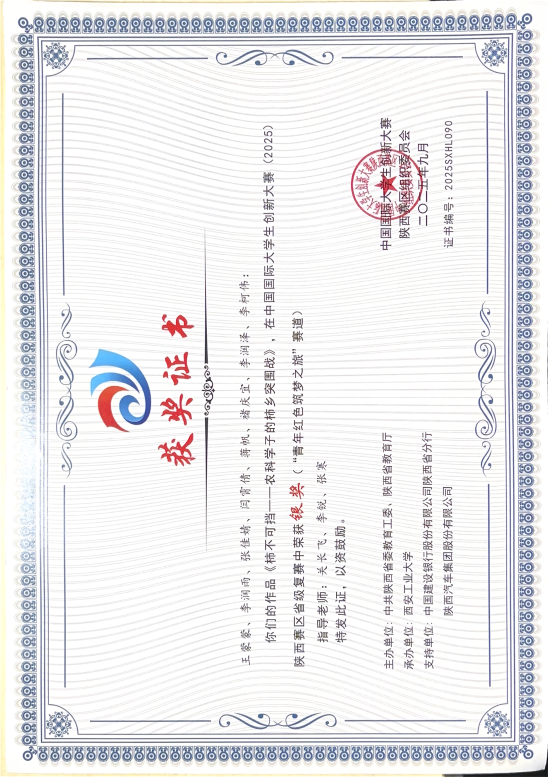 获奖证书
王蒙蒙、李润雨、张佳婧、闫霄倩、蒋帆、褚庆宜、李润泽、李柯伟：
你们的作品《柿不可挡——农科学子的柿乡突围战》，在中国国际大学生创新大赛（2025）
陕西赛区省级复赛中荣获银奖（“青年红色筑梦之旅”赛道）
指导老师：关长飞、李锐、张寒
特发此证，以资鼓励。
主办单位：中共陕西省委教育工委、陕西省教育厅
承办单位：西安工业大学
支持单位：中国建设银行股份有限公司陕西省分行
陕西汽车集团股份有限公司
中国国际大学生创新大赛
陕西赛区组织委员会
二〇二五年九月
证书编号：2025SXHL090